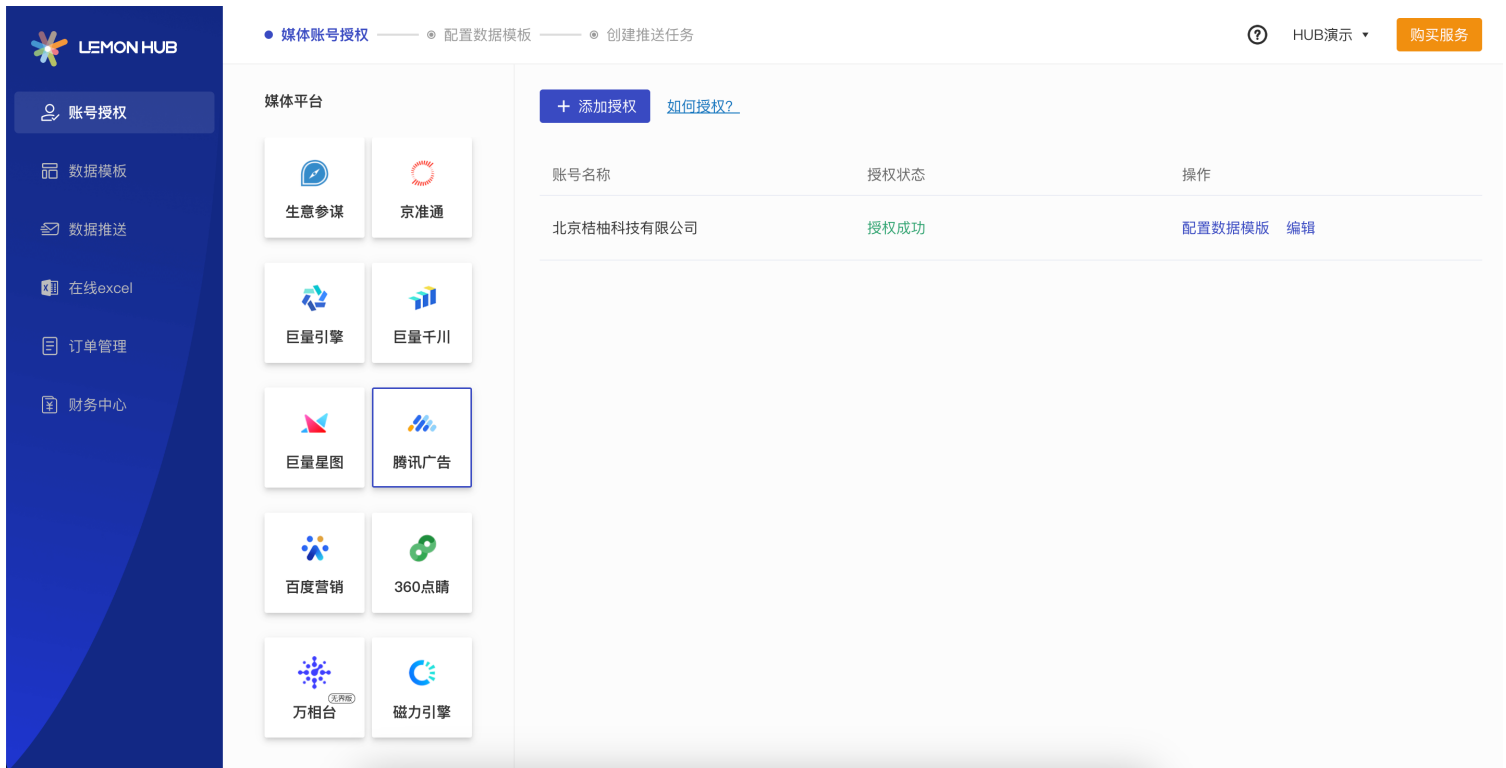 LEMON HUB
账号授权
数据模板
数据推送
在线excel
订单管理
财务中心
媒体账号授权 配置数据模板 创建推送任务
HUB演示
购买服务
媒体平台
生意参谋 京准通
巨量引擎 巨量千川
巨量星图 腾讯广告
百度营销 360点睛
无界版
万相台 磁力引擎
+ 添加授权 如何授权?
账号名称 授权状态 操作
北京桔柚科技有限公司 授权成功 配置数据模版 编辑